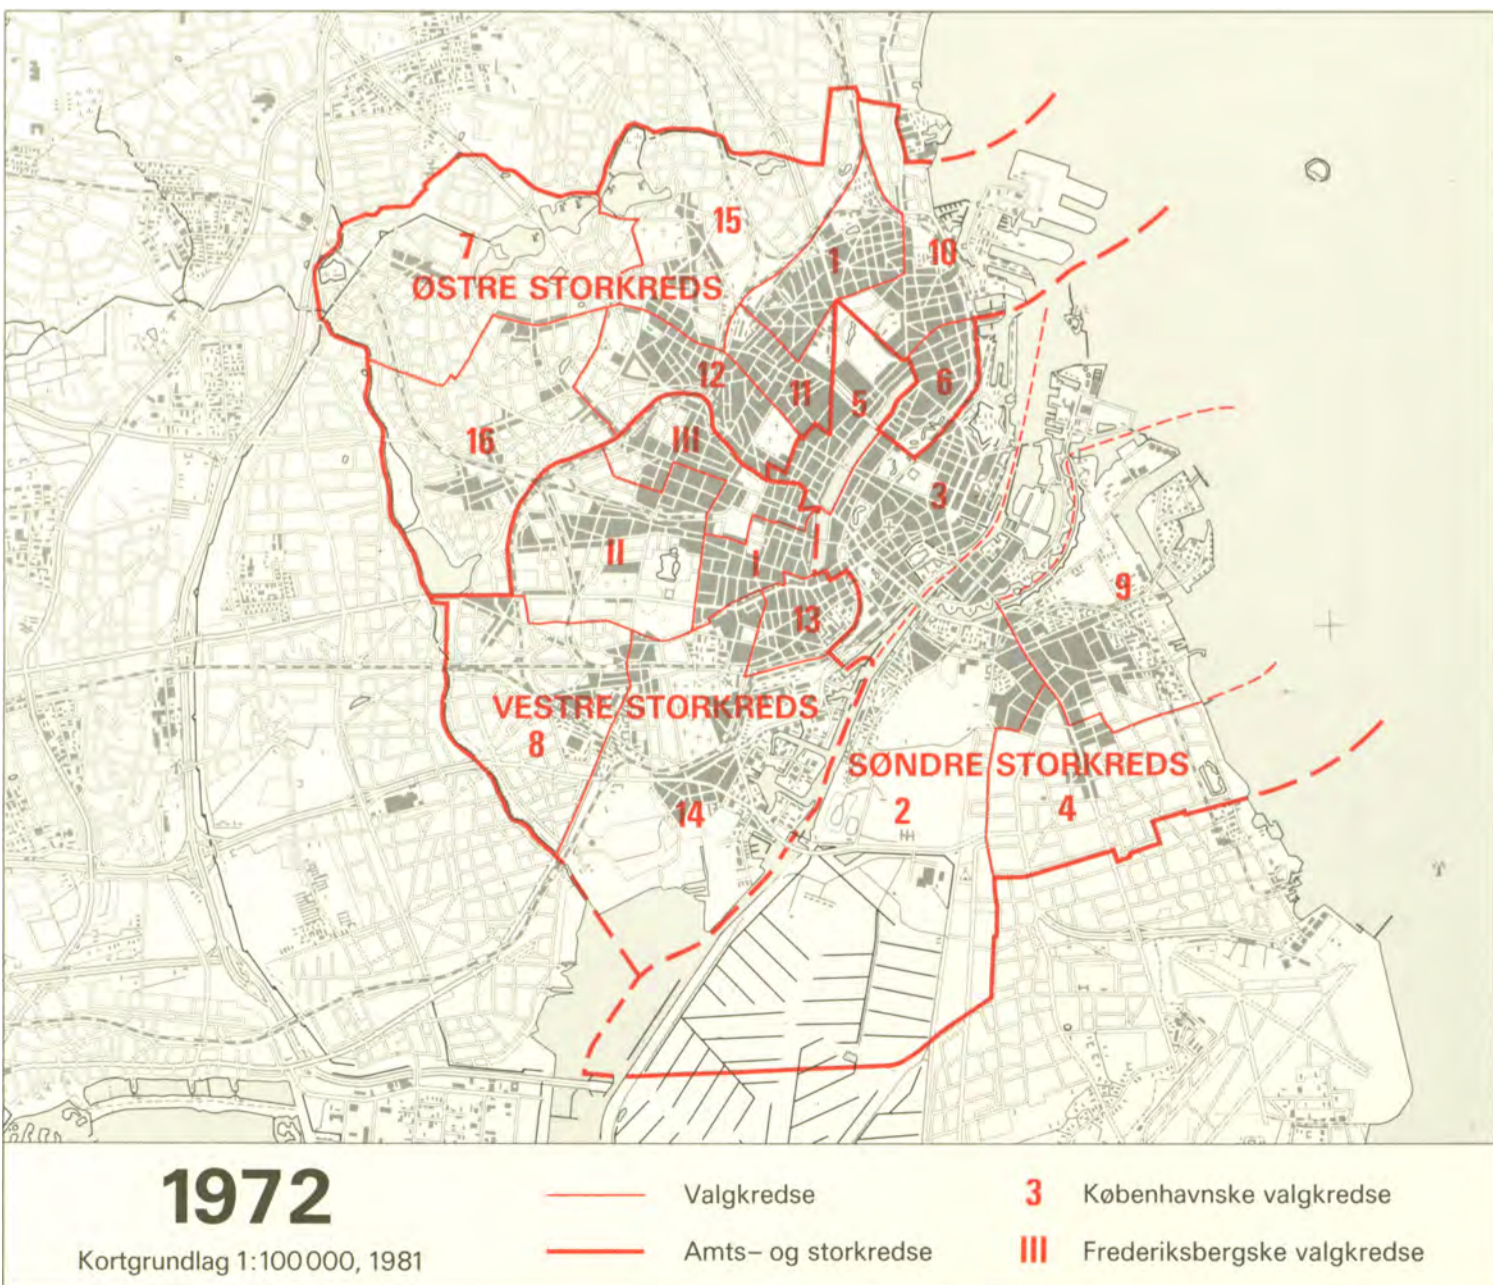 15
7
1
10
ØSTRE STORKREDS
12
11
5
6
16
III
3
II
I
9
13
VESTRE STORKREDS
8
SØNDRE STORKREDS
14
2
4
1972
Kortgrundlag 1:100 000, 1981
Valgkredse
Amts– og storkredse
3 Københavnske valgkredse
III Frederiksbergske valgkredse